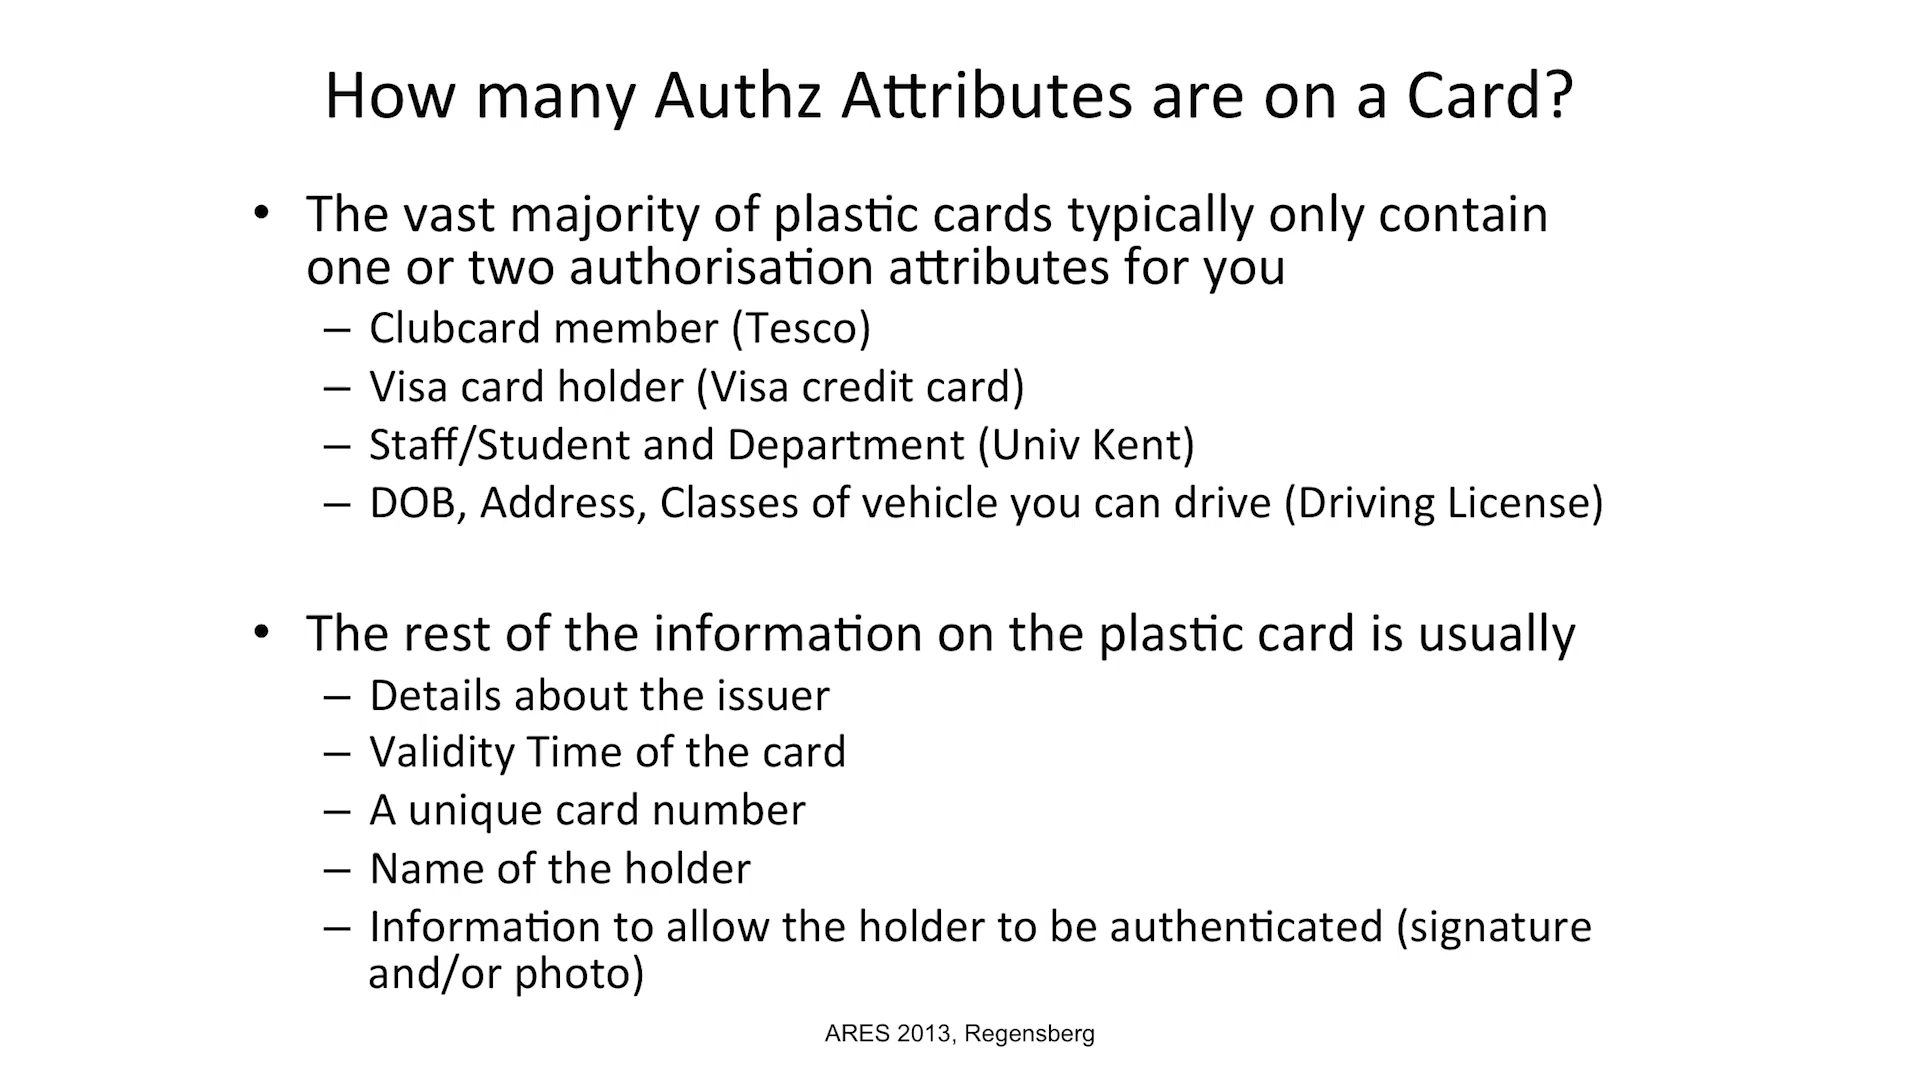 How many Authz Attributes are on a Card?
• The vast majority of plastic cards typically only contain
one or two authorisation attributes for you
– Clubcard member (Tesco)
– Visa card holder (Visa credit card)
– Staff/Student and Department (Univ Kent)
– DOB, Address, Classes of vehicle you can drive (Driving License)
• The rest of the information on the plastic card is usually
– Details about the issuer
– Validity Time of the card
– A unique card number
– Name of the holder
– Information to allow the holder to be authenticated (signature
and/or photo)
ARES 2013, Regensberg